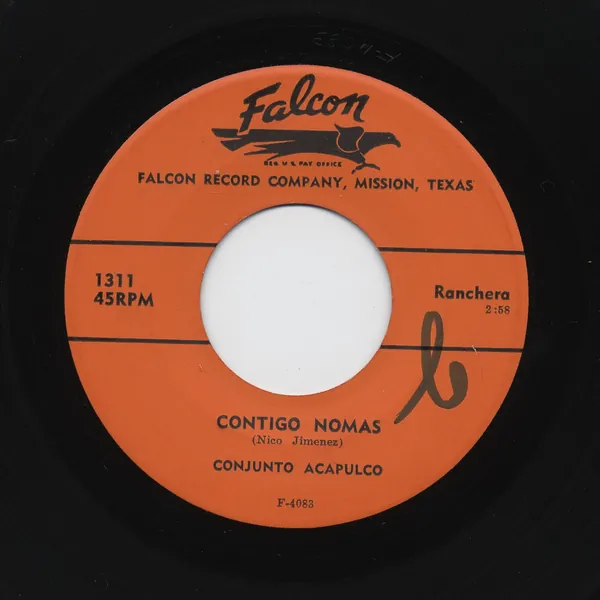 Falcon
REG. U.S. PAT OFFICE
FALCON RECORD COMPANY, MISSION, TEXAS
1311
45RPM
Ranchera
2:58
b
CONTIGO NOMAS
(Nico Jimenez)
CONJUNTO ACAPULCO
F-4083